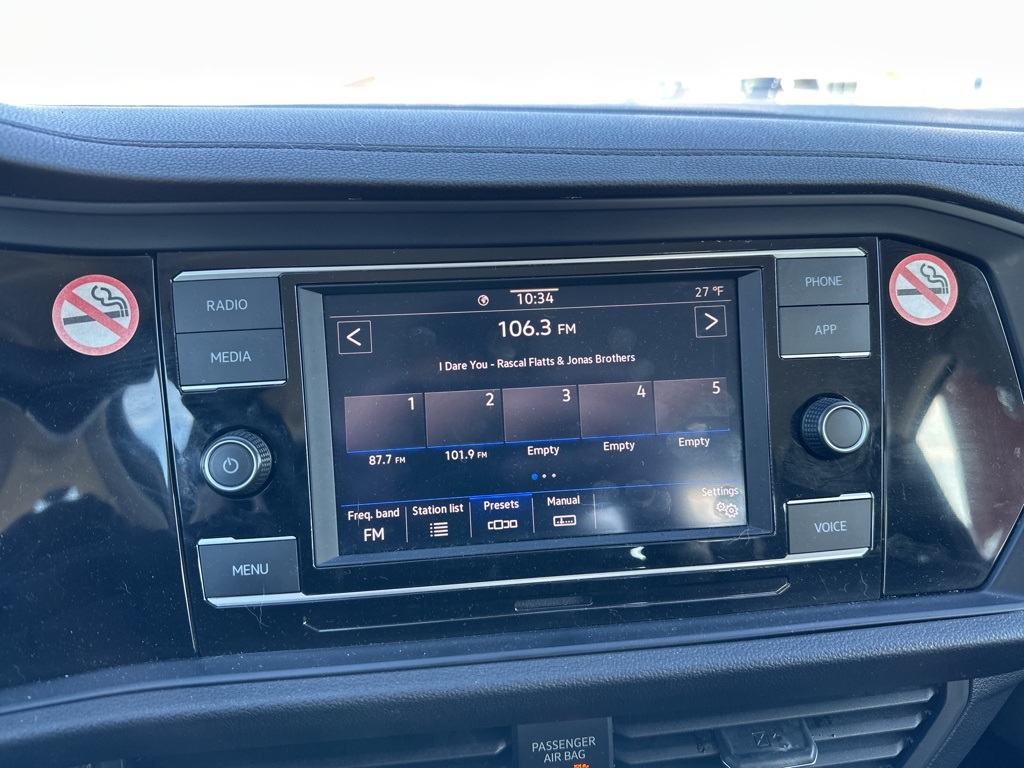 RADIO
MEDIA
MENU
10:34
27 °F
106.3 FM
<
>
I Dare You - Rascal Flatts & Jonas Brothers
1
2
3
4
5
87.7 FM
101.9 FM
Empty
Empty
Empty
Freq. band
FM
Station list
Presets
Manual
Settings
PHONE
APP
VOICE
PASSENGER
AIR BAG